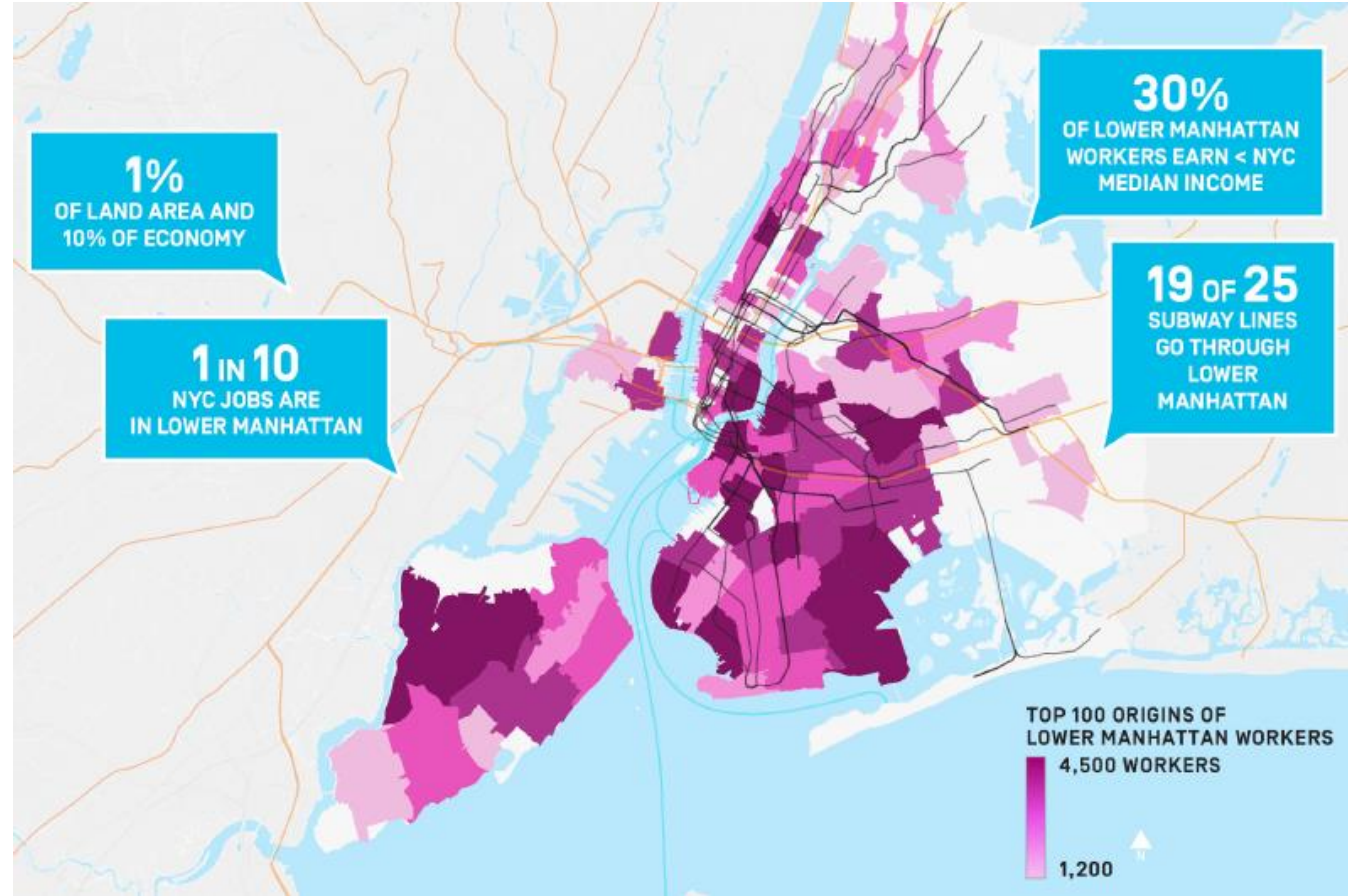 1%
OF LAND AREA AND
10% OF ECONOMY
1 IN 10
NYC JOBS ARE
IN LOWER MANHATTAN
30%
OF LOWER MANHATTAN
WORKERS EARN < NYC
MEDIAN INCOME
19 OF 25
SUBWAY LINES
GO THROUGH
LOWER
MANHATTAN
TOP 100 ORIGINS OF
LOWER MANHATTAN WORKERS
4,500 WORKERS
1,200
N